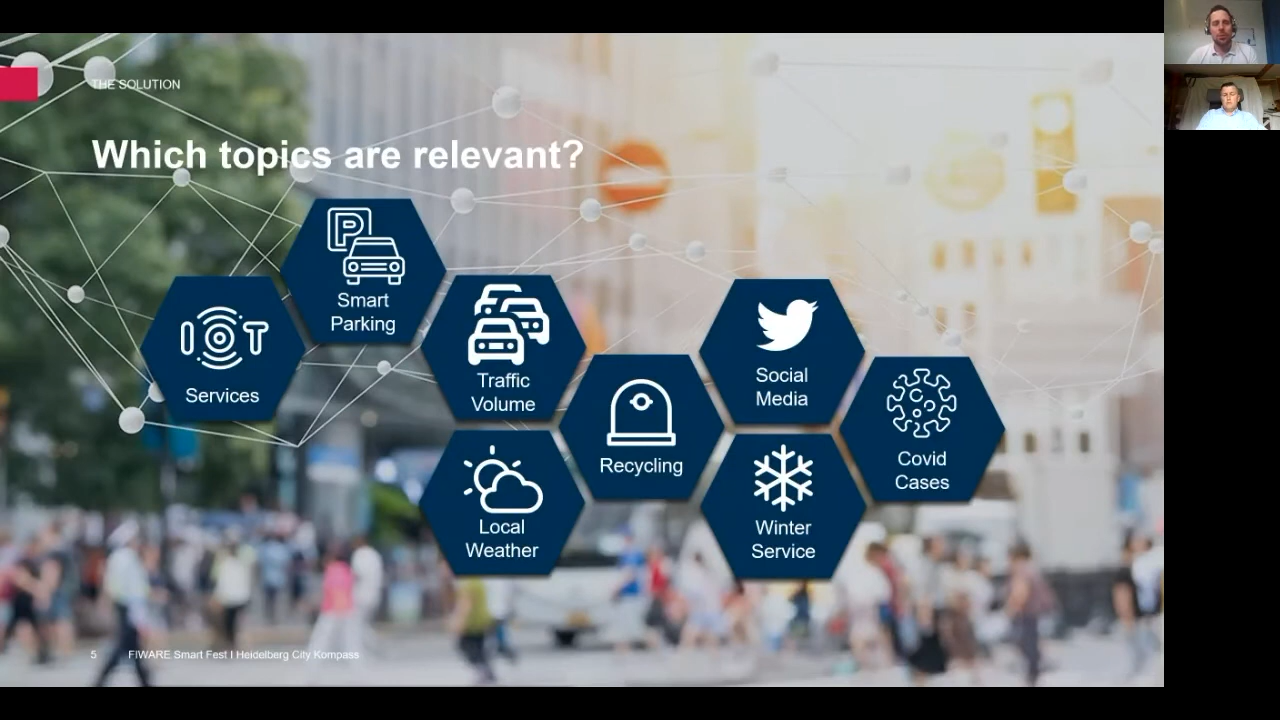 THE SOLUTION
Which topics are relevant?
P
Smart
Parking
IOT
Services
Traffic
Volume
Social
Media
Recycling
Covid
Cases
Local
Weather
Winter
Service
5 FIWARE Smart Fest I Heidelberg City Kompass